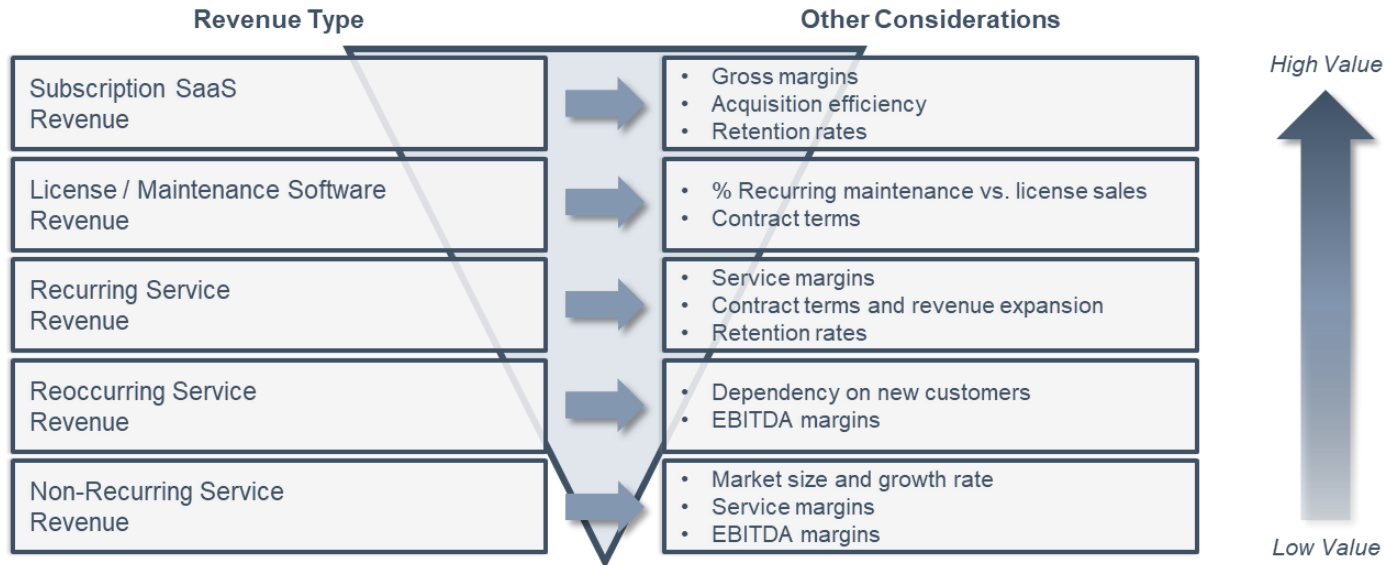 Revenue Type
Other Considerations
High Value
Subscription SaaS
Revenue
• Gross margins
• Acquisition efficiency
• Retention rates
License / Maintenance Software
Revenue
• % Recurring maintenance vs. license sales
• Contract terms
Recurring Service
Revenue
• Service margins
• Contract terms and revenue expansion
• Retention rates
Reoccurring Service
Revenue
• Dependency on new customers
• EBITDA margins
Non-Recurring Service
Revenue
• Market size and growth rate
• Service margins
• EBITDA margins
Low Value